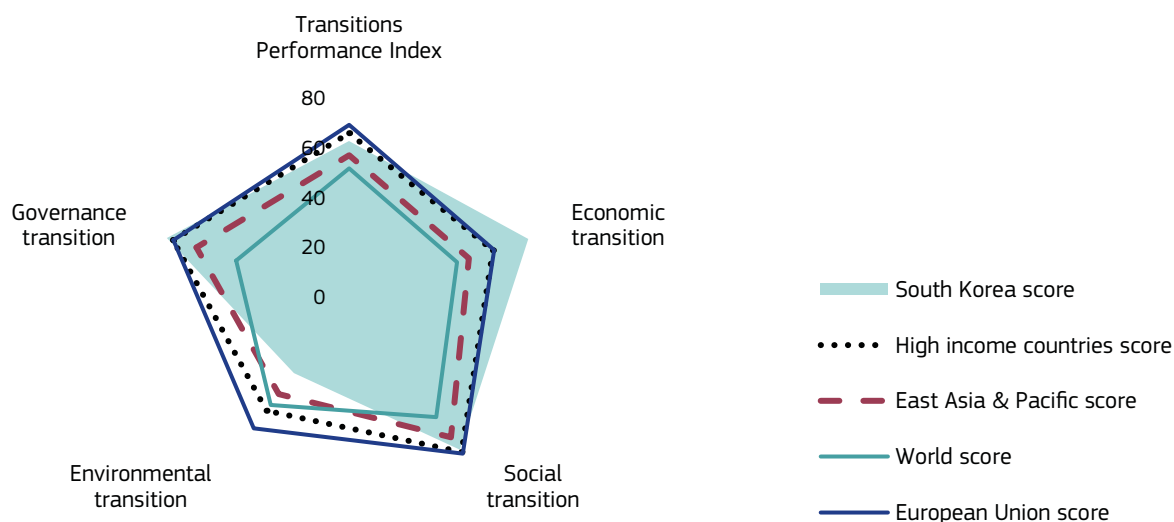 Transitions
Performance Index
80
60
40
20
0
Governance
transition
Economic
transition
Environmental
transition
Social
transition
South Korea score
High income countries score
East Asia & Pacific score
World score
European Union score